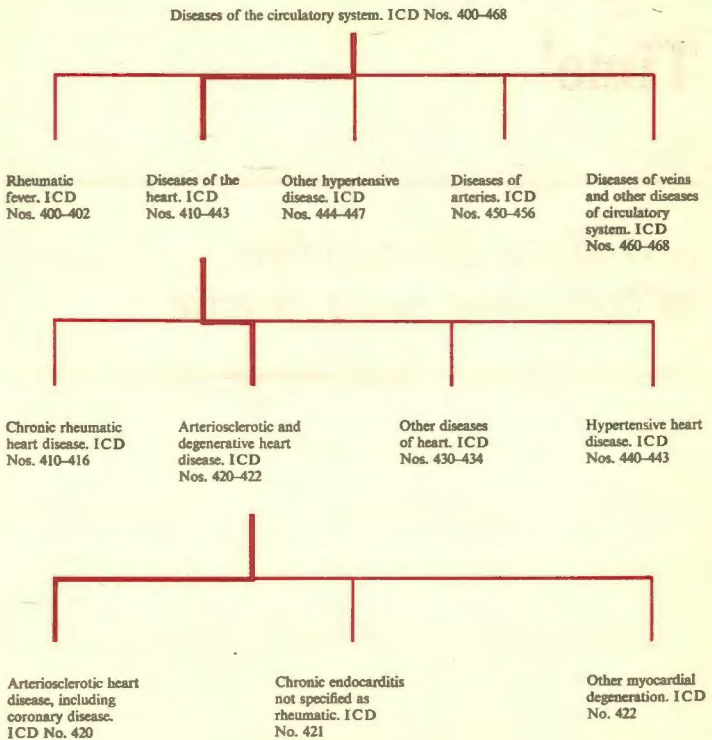 Diseases of the circulatory system. ICD Nos. 400–468
Rheumatic
fever. ICD
Nos. 400–402
Diseases of the
heart. ICD
Nos. 410–443
Other hypertensive
disease. ICD
Nos. 444–447
Diseases of
arteries. ICD
Nos. 450–456
Diseases of veins
and other diseases
of circulatory
system. ICD
Nos. 460–468
Chronic rheumatic
heart disease. ICD
Nos. 410–416
Arteriosclerotic and
degenerative heart
disease. ICD
Nos. 420–422
Other diseases
of heart. ICD
Nos. 430–434
Hypertensive heart
disease. ICD
Nos. 440–443
Arteriosclerotic heart
disease, including
coronary disease.
ICD No. 420
Chronic endocarditis
not specified as
rheumatic. ICD
No. 421
Other myocardial
degeneration. ICD
No. 422